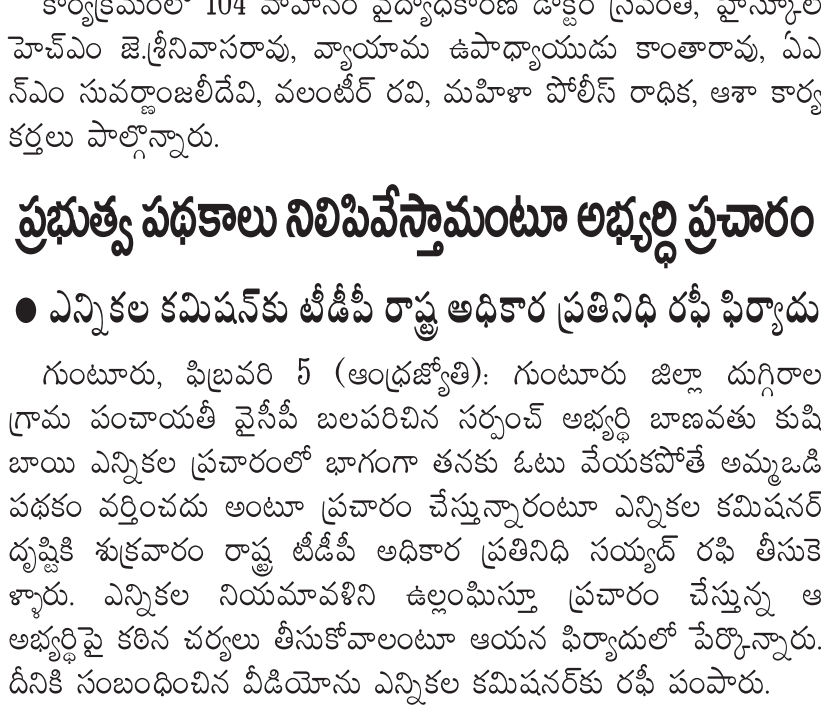 కార్యక్రమంలో 104 వాహనం వైద్యాధికారిణి డాక్టర్ స్రవంతి, హైస్కూల్
హెచ్ఎం జె.శ్రీనివాసరావు, వ్యాయామ ఉపాధ్యాయుడు కాంతారావు, ఏఎ
న్ఎం సువర్ణాంజలీదేవి, వలంటీర్ రవి, మహిళా పోలీస్ రాధిక, ఆశా కార్య
కర్తలు పాల్గొన్నారు.
ప్రభుత్వ పథకాలు నిలిపివేస్తామంటూ అభ్యర్ధి ప్రచారం
● ఎన్నికల కమిషన్‌కు టీడీపీ రాష్ట్ర అధికార ప్రతినిధి రఫీ ఫిర్యాదు
గుంటూరు, ఫిబ్రవరి 5 (ఆంధ్రజ్యోతి): గుంటూరు జిల్లా దుగ్గిరాల
గ్రామ పంచాయతీ వైసీపీ బలపరిచిన సర్పంచ్ అభ్యర్థి బాణవతు కుషి
బాయి ఎన్నికల ప్రచారంలో భాగంగా తనకు ఓటు వేయకపోతే అమ్మఒడి
పథకం వర్తించదు అంటూ ప్రచారం చేస్తున్నారంటూ ఎన్నికల కమిషనర్
దృష్టికి శుక్రవారం రాష్ట్ర టీడీపీ అధికార ప్రతినిధి సయ్యద్ రఫి తీసుకె
ళ్ళారు. ఎన్నికల నియమావళిని ఉల్లంఘిస్తూ ప్రచారం చేస్తున్న ఆ
అభ్యర్థిపై కఠిన చర్యలు తీసుకోవాలంటూ ఆయన ఫిర్యాదులో పేర్కొన్నారు.
దీనికి సంబంధించిన వీడియోను ఎన్నికల కమిషనర్‌కు రఫీ పంపారు.